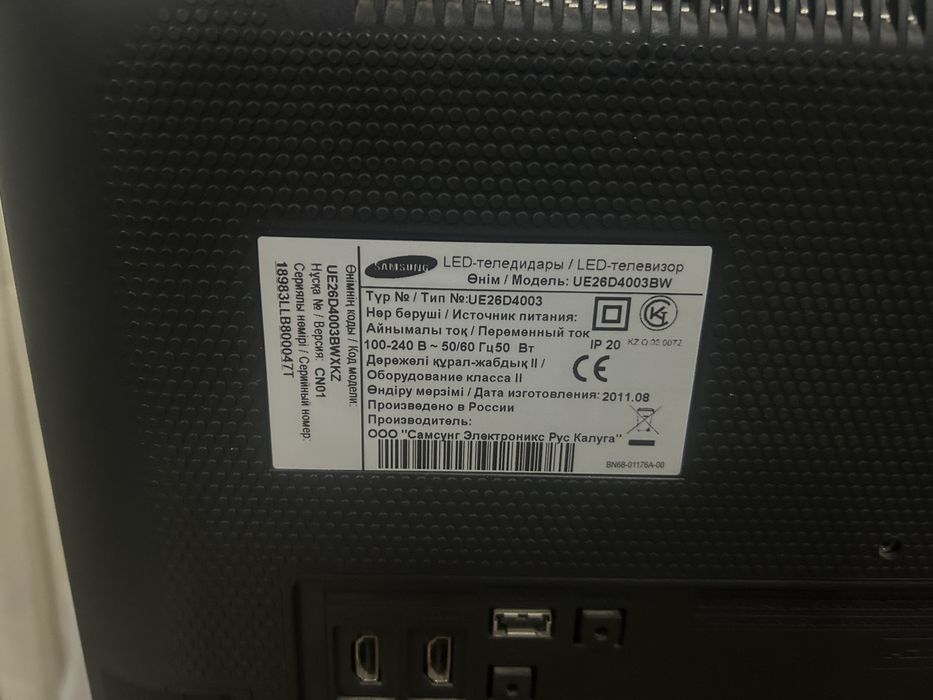 SAMSUNG
LED-теледидары / LED-телевизор
Өнім / Модель: UE26D4003BW
Түр № / Тип №:UE26D4003
Нәр беруші / Источник питания:
Айнымалы ток / Переменный ток
100-240 В ~ 50/60 Гц50 Вт
IP 20
Дәрежелі құрал-жабдық II /
Оборудование класса II
Өндіру мерзімі / Дата изготовления: 2011.08
Произведено в России
Производитель:
ООО "Самсунг Электроникс Рус Калуга"
BN68-01176A-00
Өнімнің коды / Код модели:
UE26D4003BWXKZ
Нұсқа № / Версия: CN01
Сериялы нөмірі / Серийный номер:
18983LLB800047T